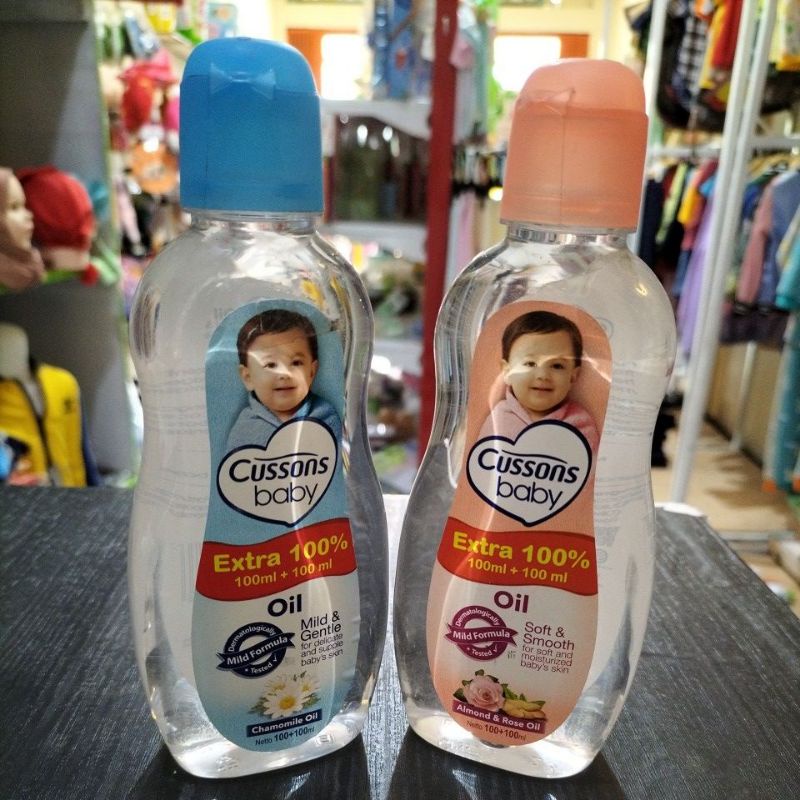 Cussons
baby
Extra 100%
100ml + 100 ml
Oil
Dermatologically
Mild Formula
Tested
Mild &
Gentle
for delicate
and supple
baby's skin
Chamomile Oil
Netto 100+100ml
Cussons
baby
Extra 100%
100ml + 100 ml
Oil
Dermatologically
Mild Formula
Tested
Soft &
Smooth
for soft and
moisturized
baby's skin
Almond & Rose Oil
Netto 100+100ml